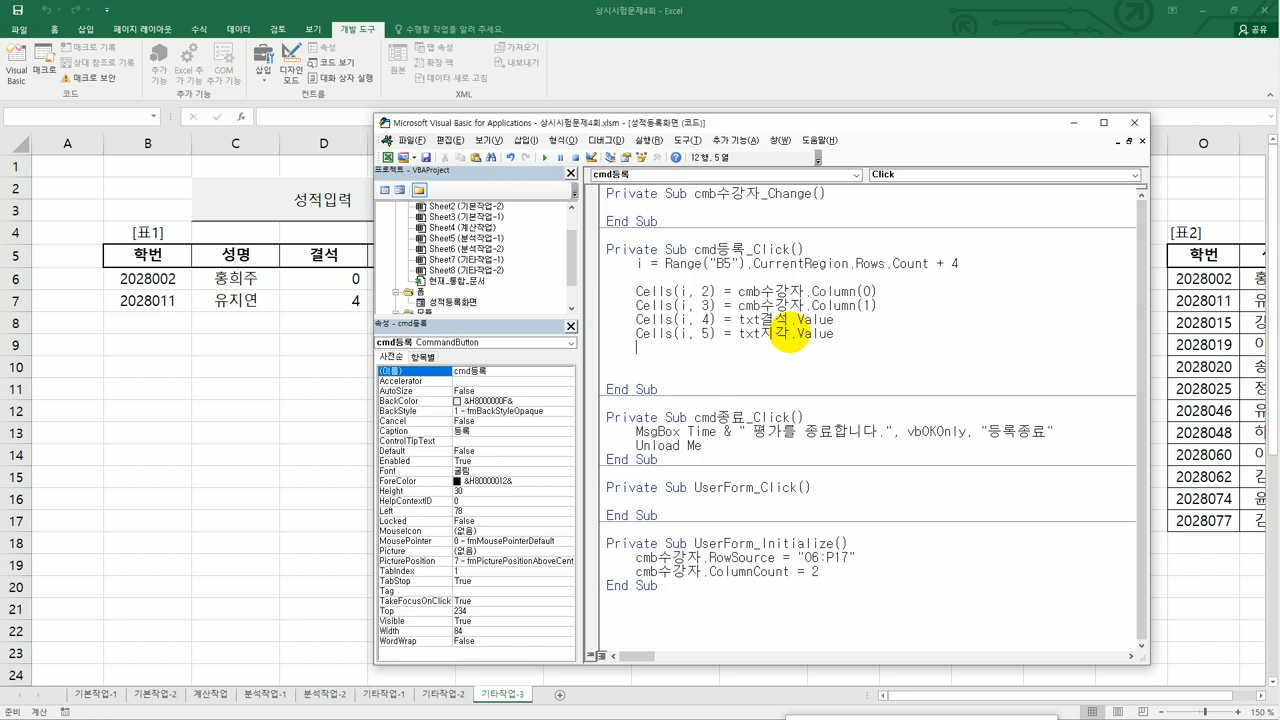 상시시험문제4회 - Excel
파일 홈 삽입 페이지 레이아웃 수식 데이터 검토 보기 개발 도구 수행할 작업을 알려 주세요. 공유
Visual Basic
매크로
매크로 기록
상대 참조로 기록
매크로 보안
코드
추가 기능
Excel 추가 기능
COM 추가 기능
추가 기능
삽입
디자인 모드
속성
코드 보기
대화 상자 실행
컨트롤
원본
맵 속성
확장 팩
데이터 새로 고침
가져오기
내보내기
XML
fx
A B C D O
1
2
3
4
5
6
7
8
9
10
11
12
13
14
15
16
17
18
19
20
21
22
23
24
성적입력
[표1]
학번 성명 결석
2028002 홍희주 0
2028011 유지연 4
[표2]
학번
2028002
2028011
2028015
2028019
2028020
2028025
2028046
2028048
2028060
2028062
2028074
2028077
Microsoft Visual Basic for Applications - 상시시험문제4회.xlsm - [성적등록화면 (코드)]
파일(F) 편집(E) 보기(V) 삽입(I) 형식(O) 디버그(D) 실행(R) 도구(T) 추가 기능(A) 창(W) 도움말(H)
12 행, 5 열
프로젝트 - VBAProject
Sheet2 (기본작업-2)
Sheet3 (기본작업-1)
Sheet4 (계산작업)
Sheet5 (분석작업-1)
Sheet6 (분석작업-2)
Sheet7 (기타작업-1)
Sheet8 (기타작업-2)
현재_통합_문서
폼
성적등록화면
속성 - cmd등록
cmd등록 CommandButton
사전순 항목별
(이름) cmd등록
Accelerator
AutoSize False
BackColor &H8000000F&
BackStyle 1 - fmBackStyleOpaque
Cancel False
Caption 등록
ControlTipText
Default False
Enabled True
Font 굴림
ForeColor &H80000012&
Height 30
HelpContextID 0
Left 78
Locked False
MouseIcon (없음)
MousePointer 0 - fmMousePointerDefault
Picture (없음)
PicturePosition 7 - fmPicturePositionAboveCent
TabIndex 1
TabStop True
Tag
TakeFocusOnClick True
Top 234
Visible True
Width 84
WordWrap False
cmd등록 Click
Private Sub cmb수강자_Change()
End Sub
Private Sub cmd등록_Click()
i = Range("B5").CurrentRegion.Rows.Count + 4
Cells(i, 2) = cmb수강자.Column(0)
Cells(i, 3) = cmb수강자.Column(1)
Cells(i, 4) = txt결석.Value
Cells(i, 5) = txt지각.Value
End Sub
Private Sub cmd종료_Click()
MsgBox Time & " 평가를 종료합니다.", vbOKOnly, "등록종료"
Unload Me
End Sub
Private Sub UserForm_Click()
End Sub
Private Sub UserForm_Initialize()
cmb수강자.RowSource = "O6:P17"
cmb수강자.ColumnCount = 2
End Sub
기본작업-1 기본작업-2 계산작업 분석작업-1 분석작업-2 기타작업-1 기타작업-2 기타작업-3
준비 계산 150 %